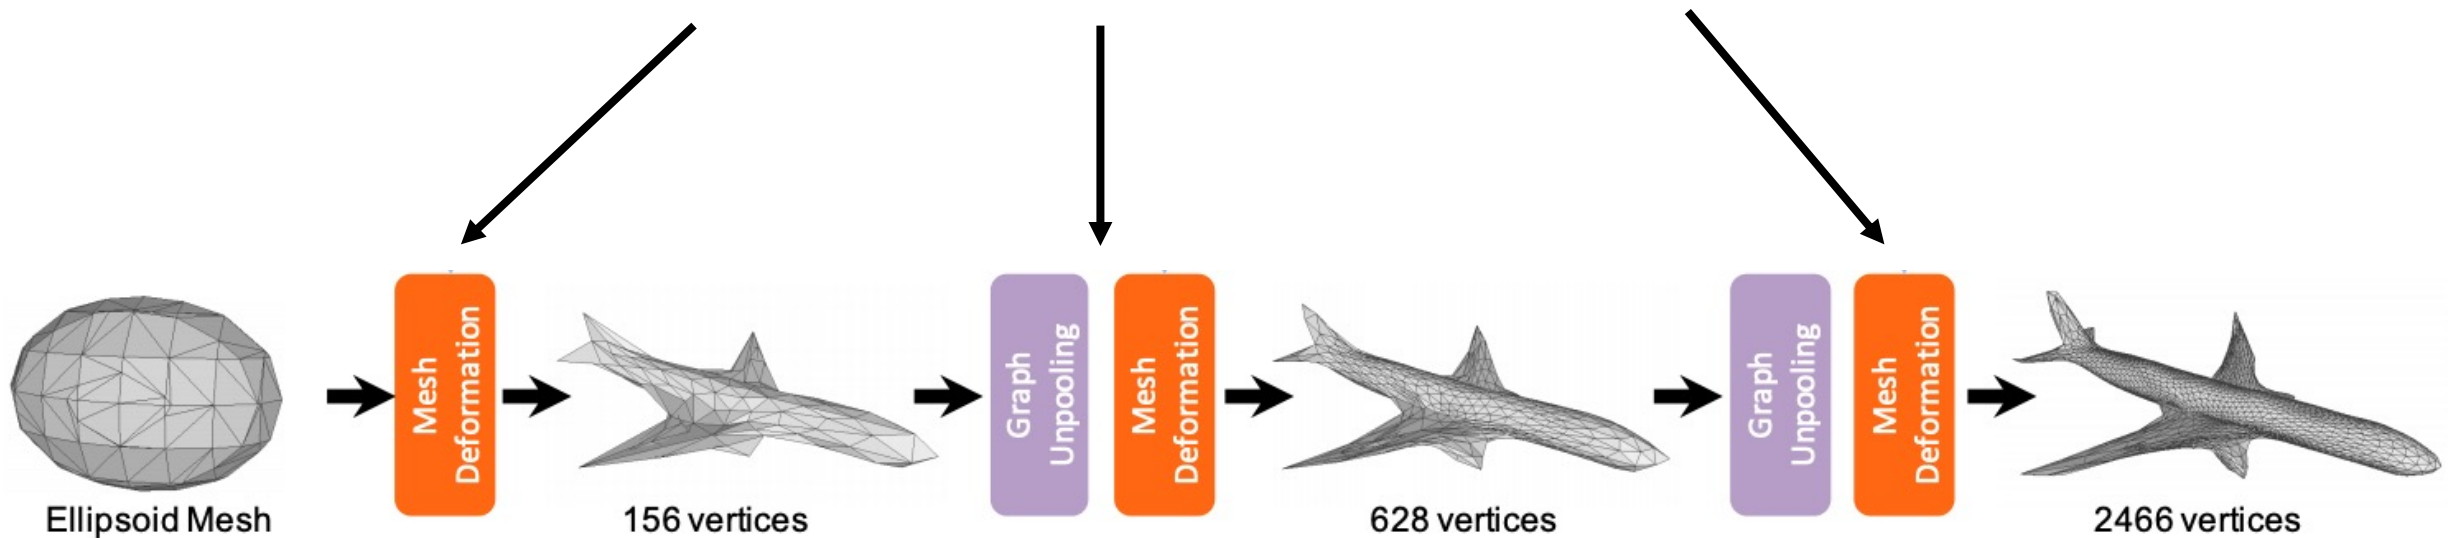 Mesh
Deformation
Graph
Unpooling
Mesh
Deformation
Graph
Unpooling
Mesh
Deformation
Ellipsoid Mesh
156 vertices
628 vertices
2466 vertices